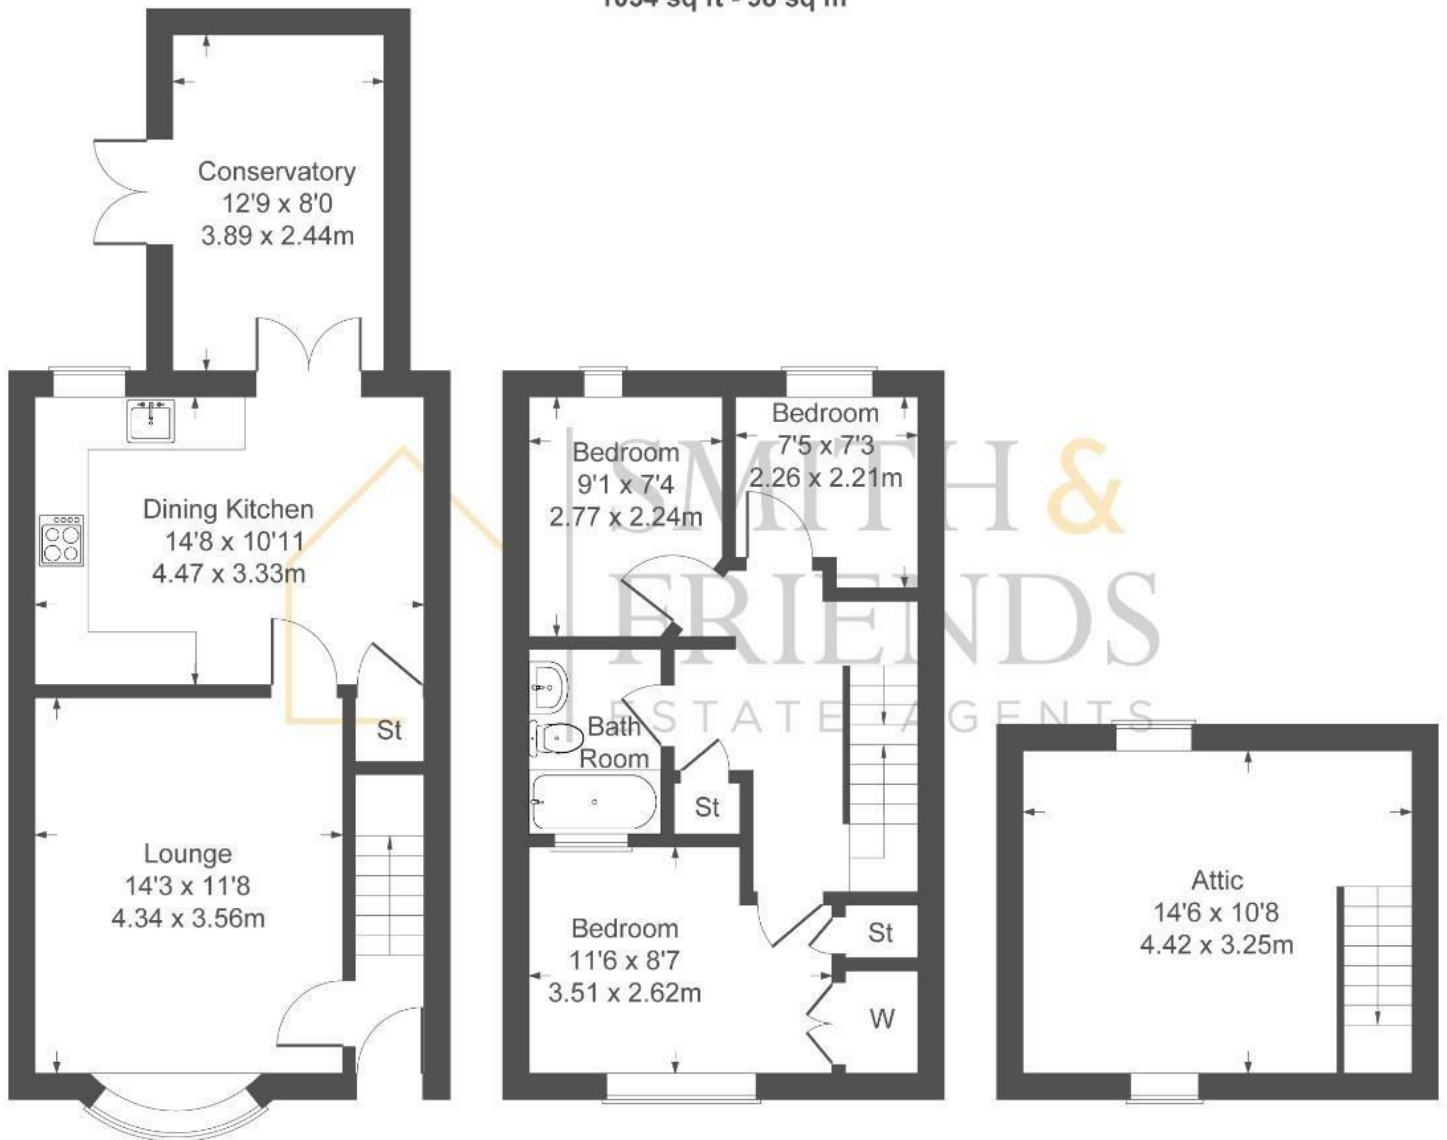 Conservatory
12'9 x 8'0
3.89 x 2.44m
Dining Kitchen
14'8 x 10'11
4.47 x 3.33m
St
Lounge
14'3 x 11'8
4.34 x 3.56m
Bedroom
9'1 x 7'4
2.77 x 2.24m
Bedroom
7'5 x 7'3
2.26 x 2.21m
SMITH &
FRIENDS
ESTATE AGENTS
Bath
Room
St
Bedroom
11'6 x 8'7
3.51 x 2.62m
St
W
Attic
14'6 x 10'8
4.42 x 3.25m